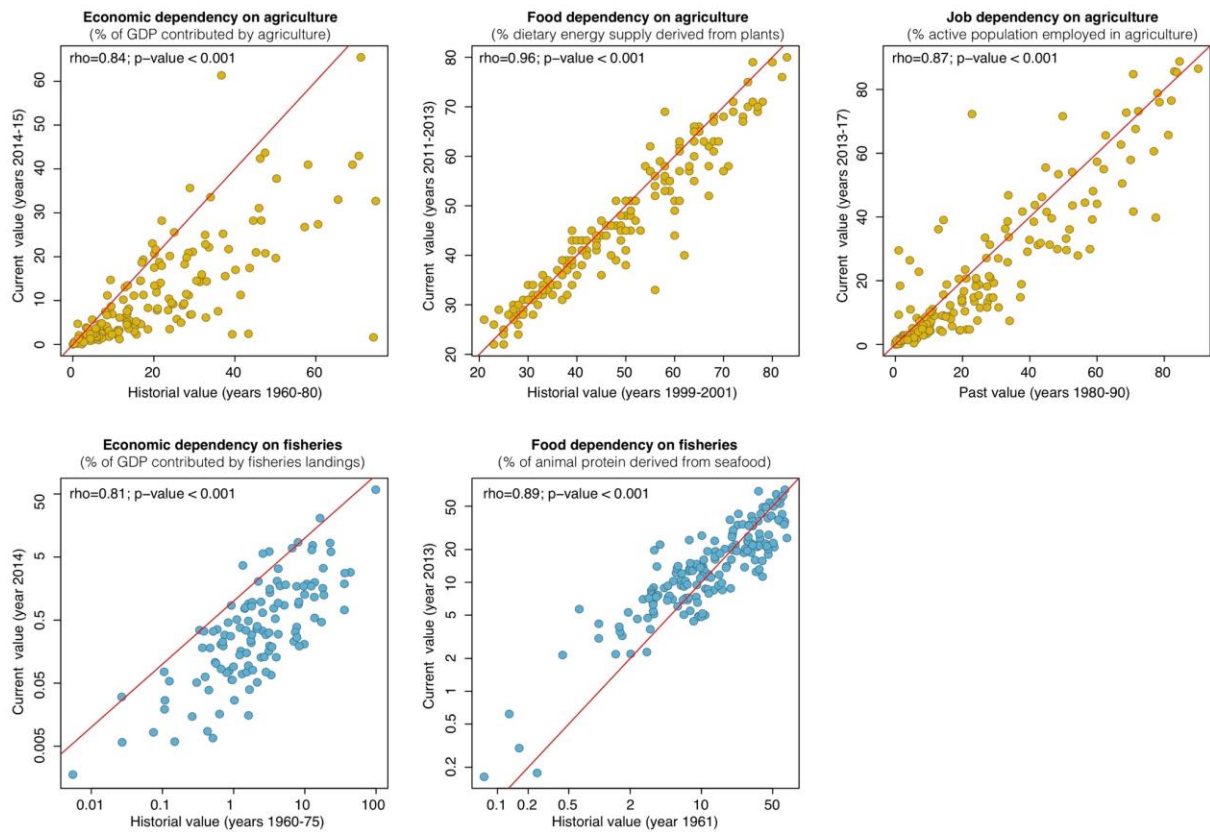 Economic dependency on agriculture
(% of GDP contributed by agriculture)
rho=0.84; p-value < 0.001
Current value (years 2014-15)
60
50
40
30
20
10
0
0
20
40
60
Historial value (years 1960-80)
Food dependency on agriculture
(% dietary energy supply derived from plants)
rho=0.96; p-value < 0.001
Current value (years 2011-2013)
80
70
60
50
40
30
20
20
30
40
50
60
70
80
Historial value (years 1999-2001)
Job dependency on agriculture
(% active population employed in agriculture)
rho=0.87; p-value < 0.001
Current value (years 2013-17)
80
60
40
20
0
0
20
40
60
80
Past value (years 1980-90)
Economic dependency on fisheries
(% of GDP contributed by fisheries landings)
rho=0.81; p-value < 0.001
Current value (year 2014)
50
5
0.5
0.05
0.005
0.01
0.1
1
10
100
Historial value (years 1960-75)
Food dependency on fisheries
(% of animal protein derived from seafood)
rho=0.89; p-value < 0.001
Current value (year 2013)
50
20
10
5
2
1
0.5
0.2
0.1
0.2
0.5
2
10
50
Historial value (year 1961)